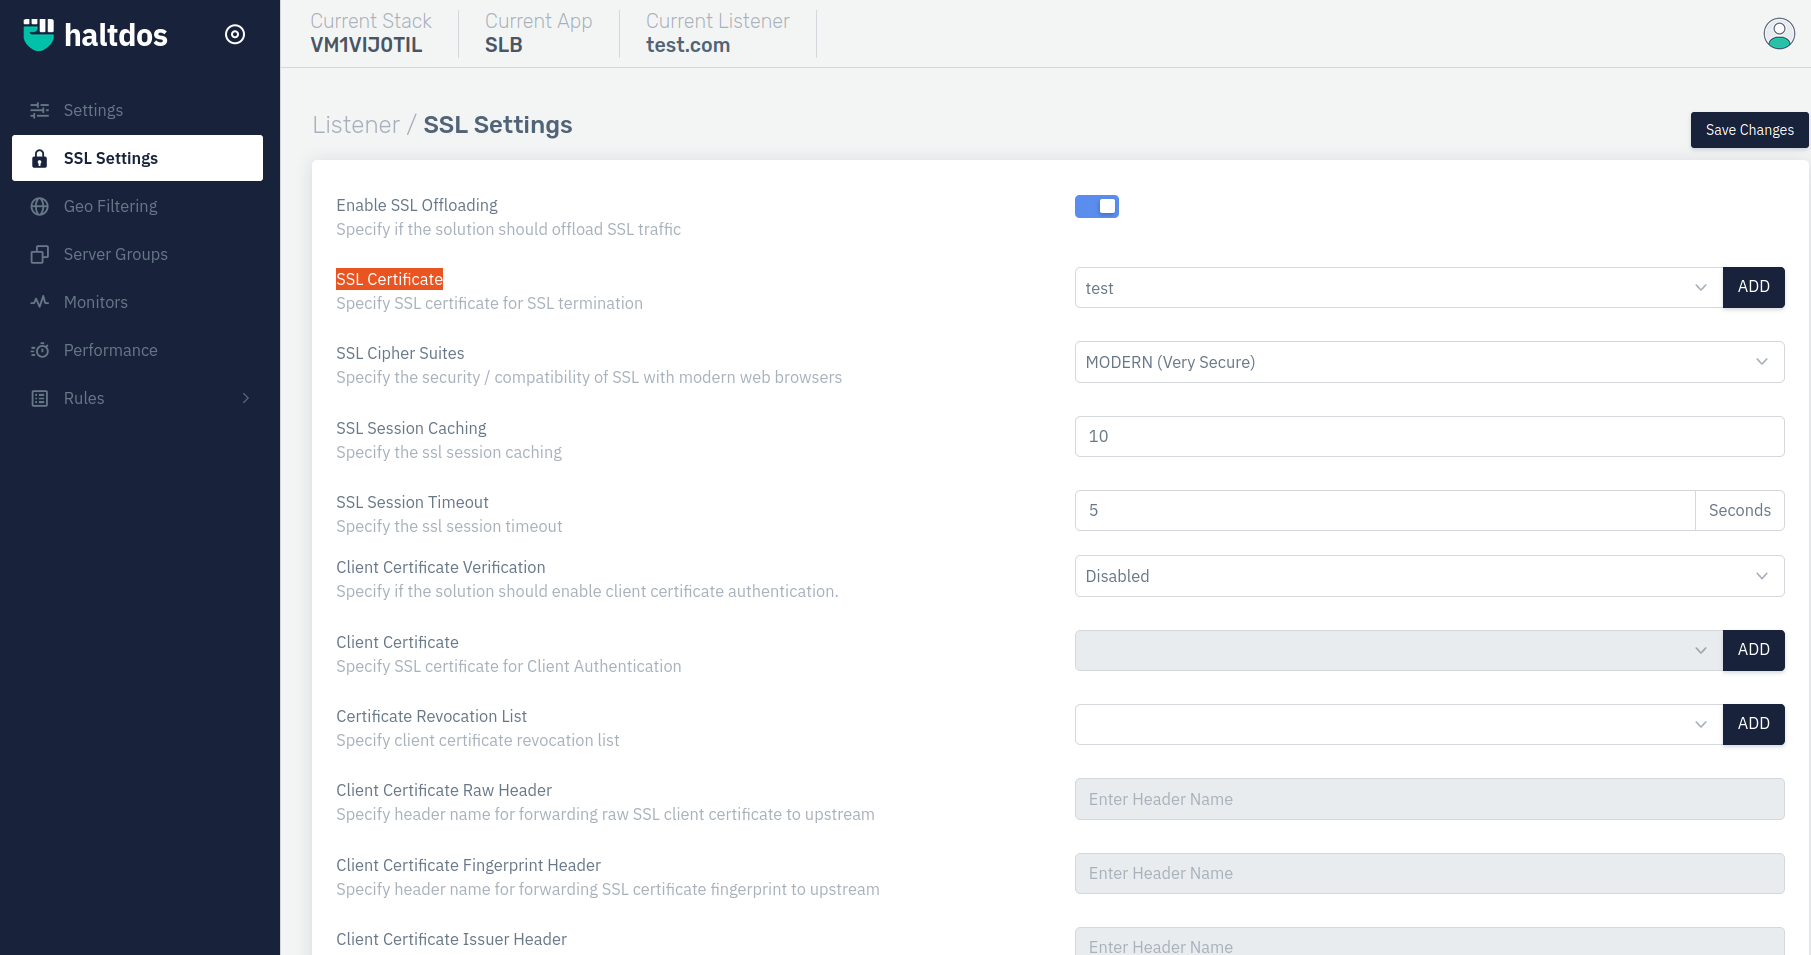 haltdos
Current Stack
VM1VIJ0TIL
Current App
SLB
Current Listener
test.com
Settings
SSL Settings
Geo Filtering
Server Groups
Monitors
Performance
Rules
Listener / SSL Settings
Save Changes
Enable SSL Offloading
Specify if the solution should offload SSL traffic
SSL Certificate
Specify SSL certificate for SSL termination
test
ADD
SSL Cipher Suites
Specify the security / compatibility of SSL with modern web browsers
MODERN (Very Secure)
SSL Session Caching
Specify the ssl session caching
10
SSL Session Timeout
Specify the ssl session timeout
5
Seconds
Client Certificate Verification
Specify if the solution should enable client certificate authentication.
Disabled
Client Certificate
Specify SSL certificate for Client Authentication
ADD
Certificate Revocation List
Specify client certificate revocation list
ADD
Client Certificate Raw Header
Specify header name for forwarding raw SSL client certificate to upstream
Enter Header Name
Client Certificate Fingerprint Header
Specify header name for forwarding SSL certificate fingerprint to upstream
Enter Header Name
Client Certificate Issuer Header
Enter Header Name